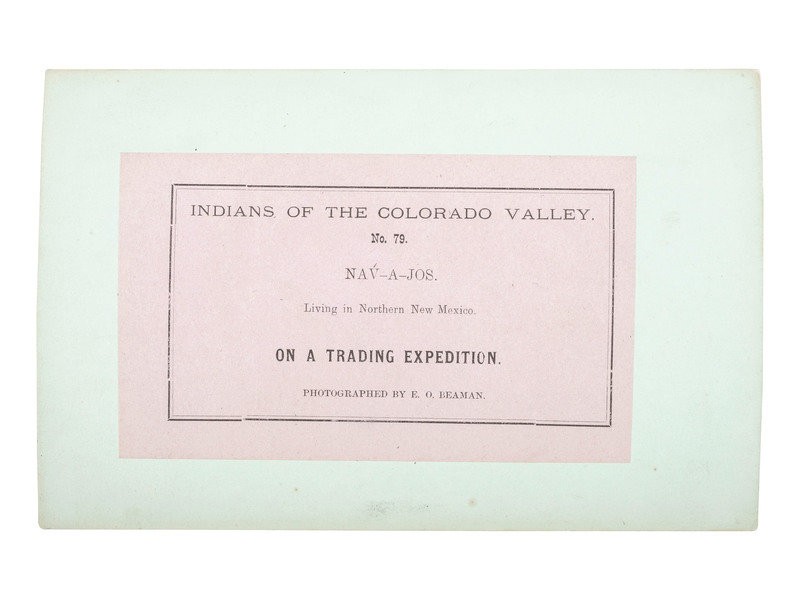 INDIANS OF THE COLORADO VALLEY.
No. 79.
NAV́–A–JOS.
Living in Northern New Mexico.
ON A TRADING EXPEDITION.
PHOTOGRAPHED BY E. O. BEAMAN.